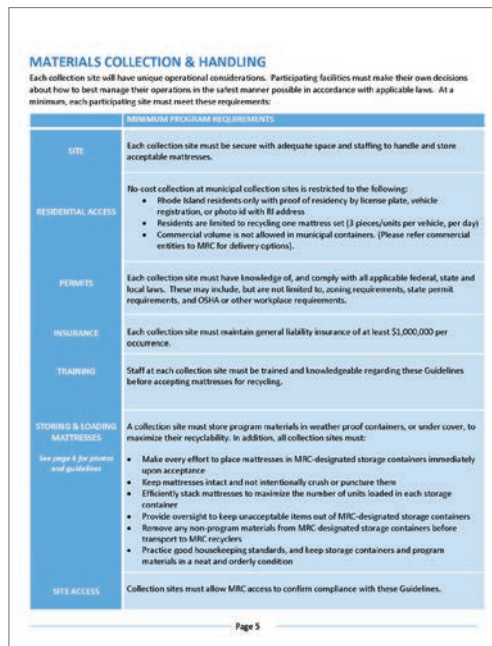 MATERIALS COLLECTION & HANDLING
Each collection site will have unique operational considerations. Participating facilities must make their own decisions
about how to best manage their operations in the safest manner possible in accordance with applicable laws. At a
minimum, each participating site must meet these requirements:
MINIMUM PROGRAM REQUIREMENTS
SITE
Each collection site must be secure with adequate space and staffing to handle and store
acceptable mattresses.
RESIDENTIAL ACCESS
No-cost collection at municipal collection sites is restricted to the following:
• Rhode Island residents only with proof of residency by license plate, vehicle
registration, or photo id with RI address
• Residents are limited to recycling one mattress set (3 pieces/units per vehicle, per day)
• Commercial volume is not allowed in municipal containers. (Please refer commercial
entities to MRC for delivery options).
PERMITS
Each collection site must have knowledge of, and comply with all applicable federal, state and
local laws. These may include, but are not limited to, zoning requirements, state permit
requirements, and OSHA or other workplace requirements.
INSURANCE
Each collection site must maintain general liability insurance of at least $1,000,000 per
occurrence.
TRAINING
Staff at each collection site must be trained and knowledgeable regarding these Guidelines
before accepting mattresses for recycling.
STORING & LOADING
MATTRESSES
See page 6 for photos
and guidelines
A collection site must store program materials in weather proof containers, or under cover, to
maximize their recyclability. In addition, all collection sites must:
• Make every effort to place mattresses in MRC-designated storage containers immediately
upon acceptance
• Keep mattresses intact and not intentionally crush or puncture them
• Efficiently stack mattresses to maximize the number of units loaded in each storage
container
• Provide oversight to keep unacceptable items out of MRC-designated storage containers
• Remove any non-program materials from MRC-designated storage containers before
transport to MRC recyclers
• Practice good housekeeping standards, and keep storage containers and program
materials in a neat and orderly condition
SITE ACCESS
Collection sites must allow MRC access to confirm compliance with these Guidelines.
Page 5